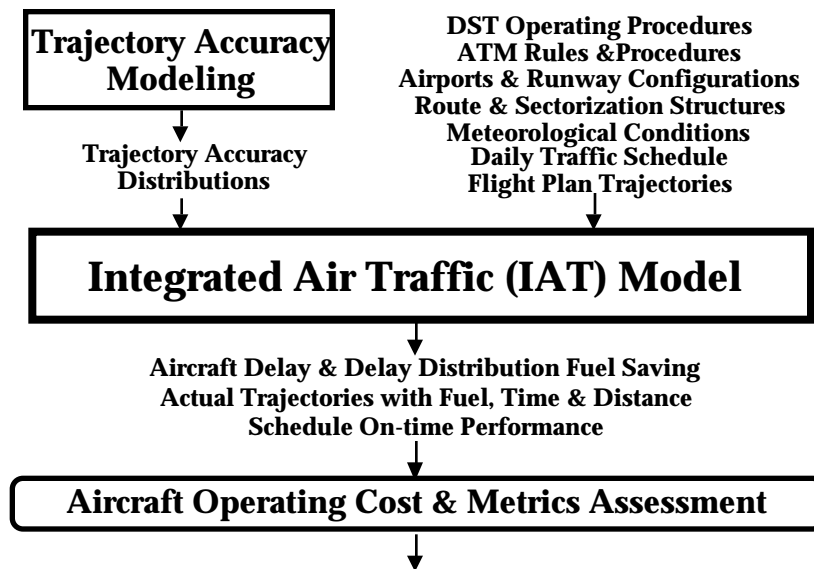 Trajectory Accuracy
Modeling
Trajectory Accuracy
Distributions
DST Operating Procedures
ATM Rules &Procedures
Airports & Runway Configurations
Route & Sectorization Structures
Meteorological Conditions
Daily Traffic Schedule
Flight Plan Trajectories
Integrated Air Traffic (IAT) Model
Aircraft Delay & Delay Distribution Fuel Saving
Actual Trajectories with Fuel, Time & Distance
Schedule On-time Performance
Aircraft Operating Cost & Metrics Assessment